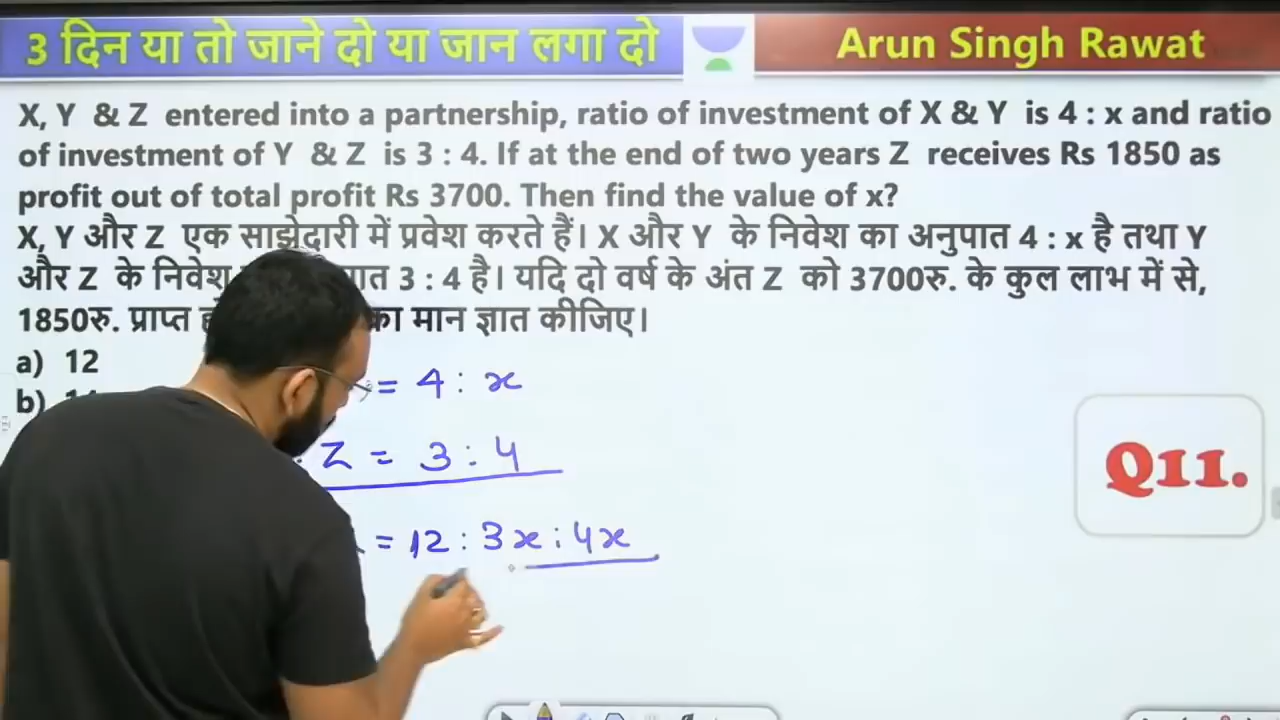 3 दिन या तो जाने दो या जान लगा दो
Arun Singh Rawat
X, Y & Z entered into a partnership, ratio of investment of X & Y is 4 : x and ratio
of investment of Y & Z is 3 : 4. If at the end of two years Z receives Rs 1850 as
profit out of total profit Rs 3700. Then find the value of x?
X, Y और Z एक साझेदारी में प्रवेश करते हैं। X और Y के निवेश का अनुपात 4 : x है तथा Y
और Z के निवेश 3 : 4 है। यदि दो वर्ष के अंत Z को 3700रु. के कुल लाभ में से,
1850रु. प्राप्त का मान ज्ञात कीजिए।
a) 12
b)
= 4 : x
Z = 3 : 4
= 12 : 3x : 4x
Q11.